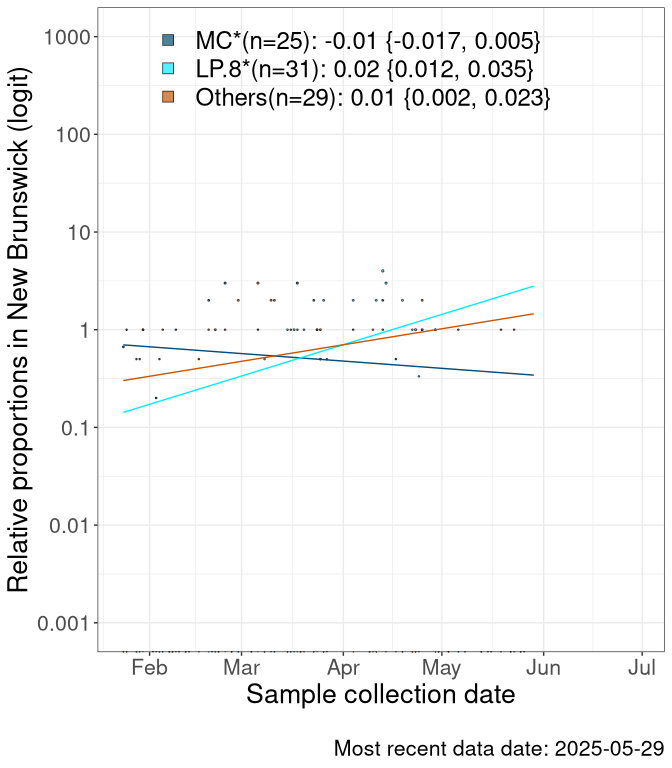 MC*(n=25): -0.01 {-0.017, 0.005}
LP.8*(n=31): 0.02 {0.012, 0.035}
Others(n=29): 0.01 {0.002, 0.023}
Relative proportions in New Brunswick (logit)
1000
100
10
1
0.1
0.01
0.001
Feb Mar Apr May Jun Jul
Sample collection date
Most recent data date: 2025-05-29